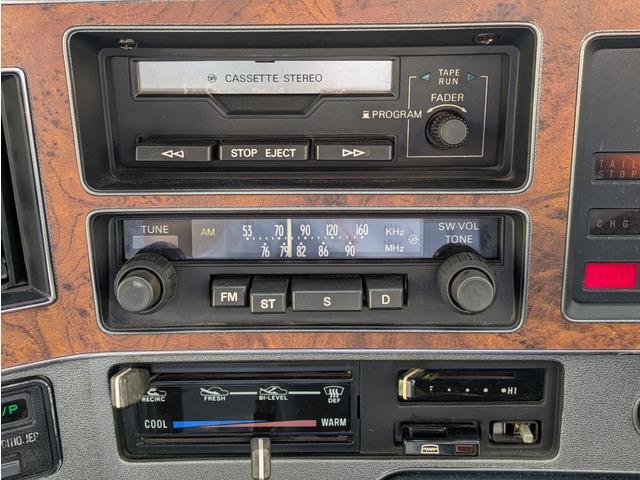 CASSETTE STEREO
TAPE
RUN
FADER
PROGRAM
STOP EJECT
TUNE
AM
53 70 90 120 160 KHz
76 79 82 86 90 MHz
SW·VOL
TONE
FM
ST
S
D
TAIL
STOP
CHG
RECIRC
FRESH
BI-LEVEL
DEF
COOL
WARM
HI
/P